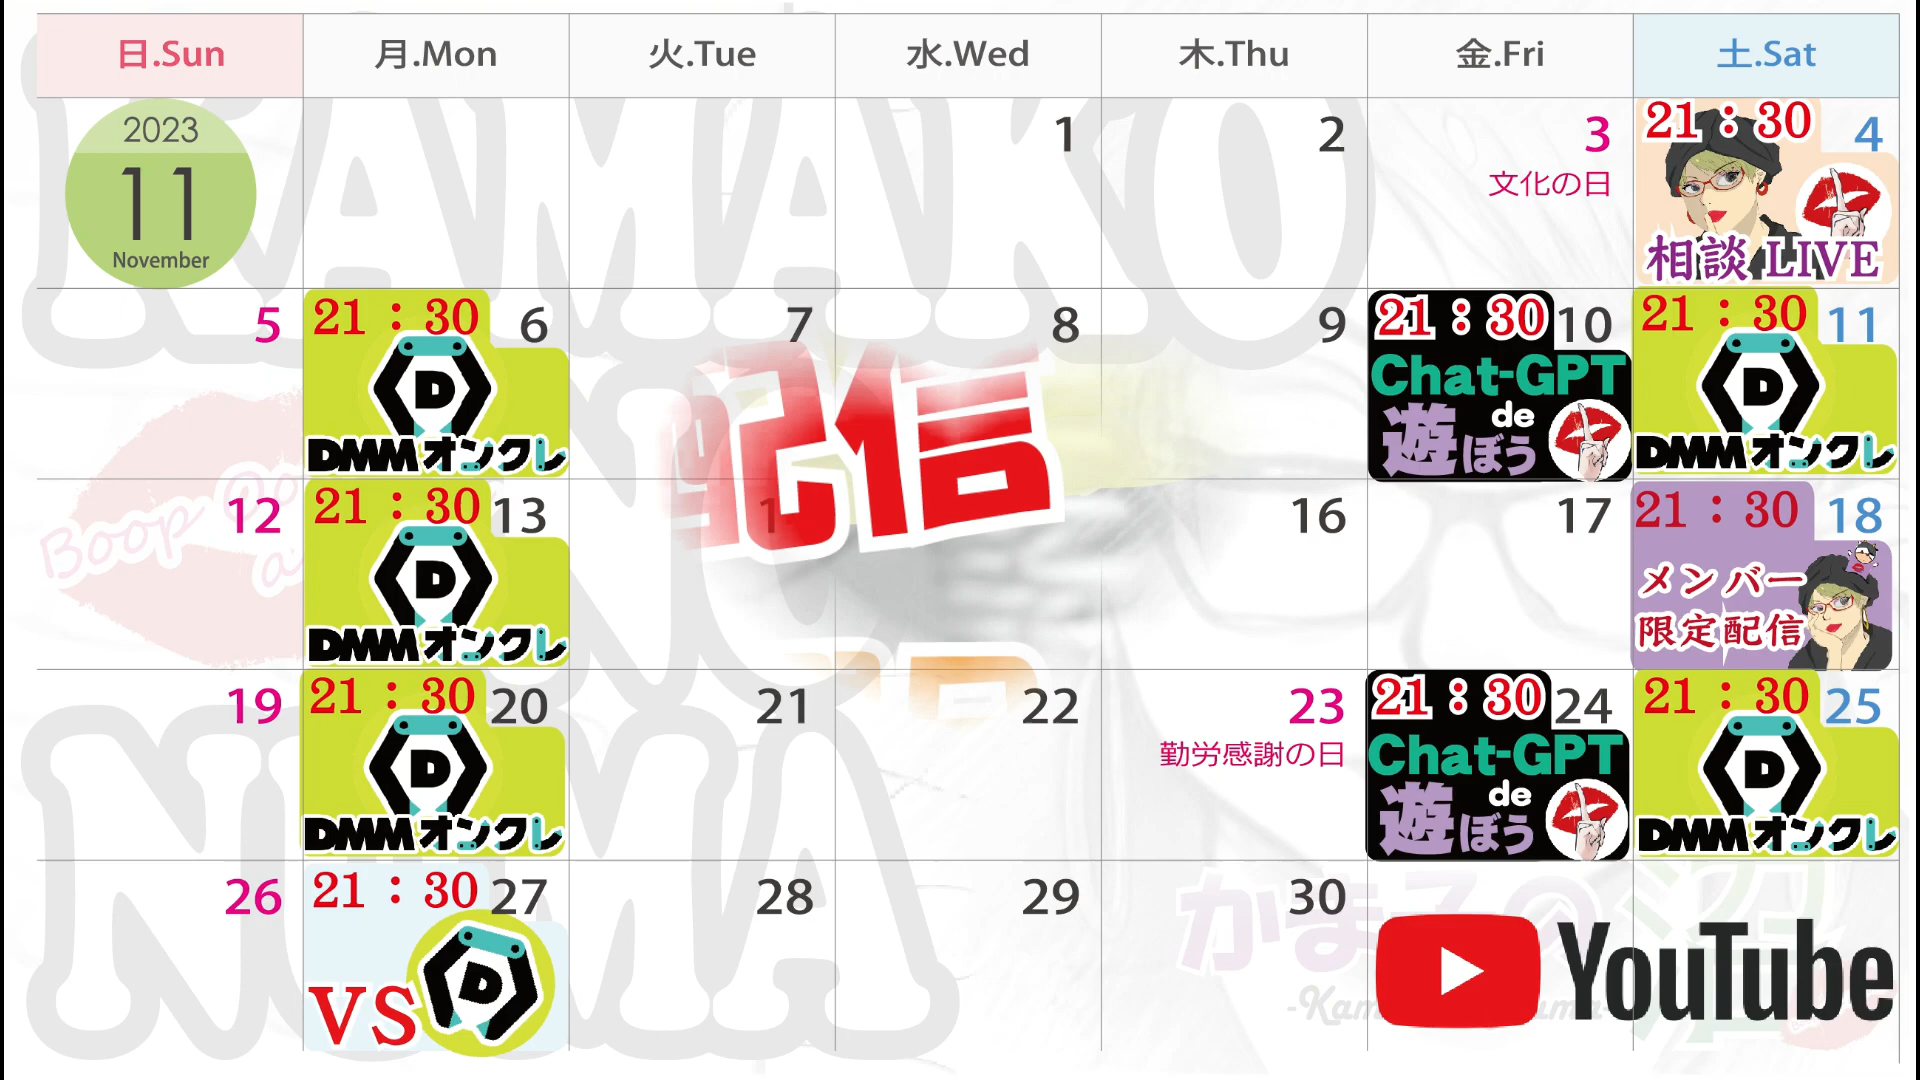 日.Sun 月.Mon 火.Tue 水.Wed 木.Thu 金.Fri 土.Sat
2023
11
November
1 2 3 4
文化の日
21：30
相談 LIVE
5 6 7 8 9 10 11
21：30
DMMオンクレ
21：30
Chat-GPT
de
遊ぼう
21：30
DMMオンクレ
配信
12 13 16 17 18
21：30
DMMオンクレ
21：30
メンバー
限定配信
Boop
19 20 21 22 23 24 25
21：30
DMMオンクレ
勤労感謝の日
21：30
Chat-GPT
de
遊ぼう
21：30
DMMオンクレ
26 27 28 29 30
21：30
VS
YouTube
KAMAKO
NO
NUMA